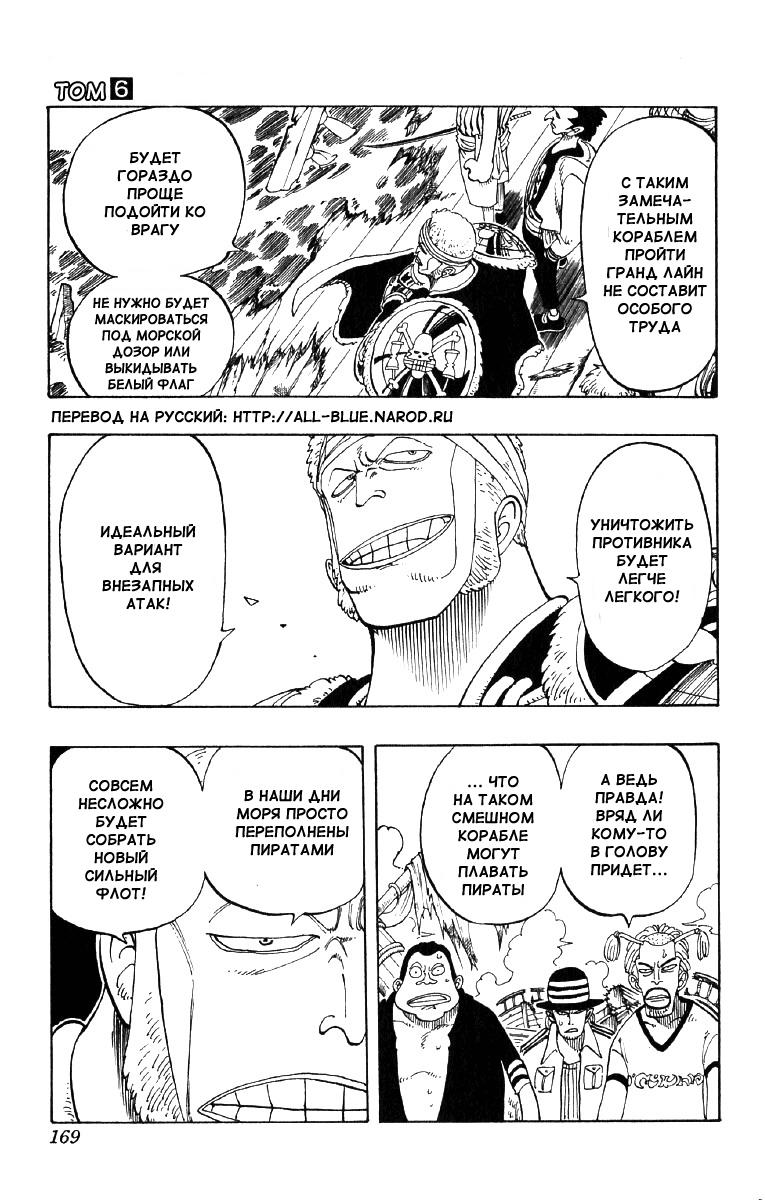 ТОМ 6
С ТАКИМ
ЗАМЕЧА-
ТЕЛЬНЫМ
КОРАБЛЕМ
ПРОЙТИ
ГРАНД ЛАЙН
НЕ СОСТАВИТ
ОСОБОГО
ТРУДА
БУДЕТ
ГОРАЗДО
ПРОЩЕ
ПОДОЙТИ КО
ВРАГУ
НЕ НУЖНО БУДЕТ
МАСКИРОВАТЬСЯ
ПОД МОРСКОЙ
ДОЗОР ИЛИ
ВЫКИДЫВАТЬ
БЕЛЫЙ ФЛАГ
ПЕРЕВОД НА РУССКИЙ: HTTP://ALL-BLUE.NAROD.RU
УНИЧТОЖИТЬ
ПРОТИВНИКА
БУДЕТ
ЛЕГЧЕ
ЛЕГКОГО!
ИДЕАЛЬНЫЙ
ВАРИАНТ
ДЛЯ
ВНЕЗАПНЫХ
АТАК!
А ВЕДЬ
ПРАВДА!
ВРЯД ЛИ
КОМУ-ТО
В ГОЛОВУ
ПРИДЕТ...
... ЧТО
НА ТАКОМ
СМЕШНОМ
КОРАБЛЕ
МОГУТ
ПЛАВАТЬ
ПИРАТЫ
В НАШИ ДНИ
МОРЯ ПРОСТО
ПЕРЕПОЛНЕНЫ
ПИРАТАМИ
СОВСЕМ
НЕСЛОЖНО
БУДЕТ
СОБРАТЬ
НОВЫЙ
СИЛЬНЫЙ
ФЛОТ!
169